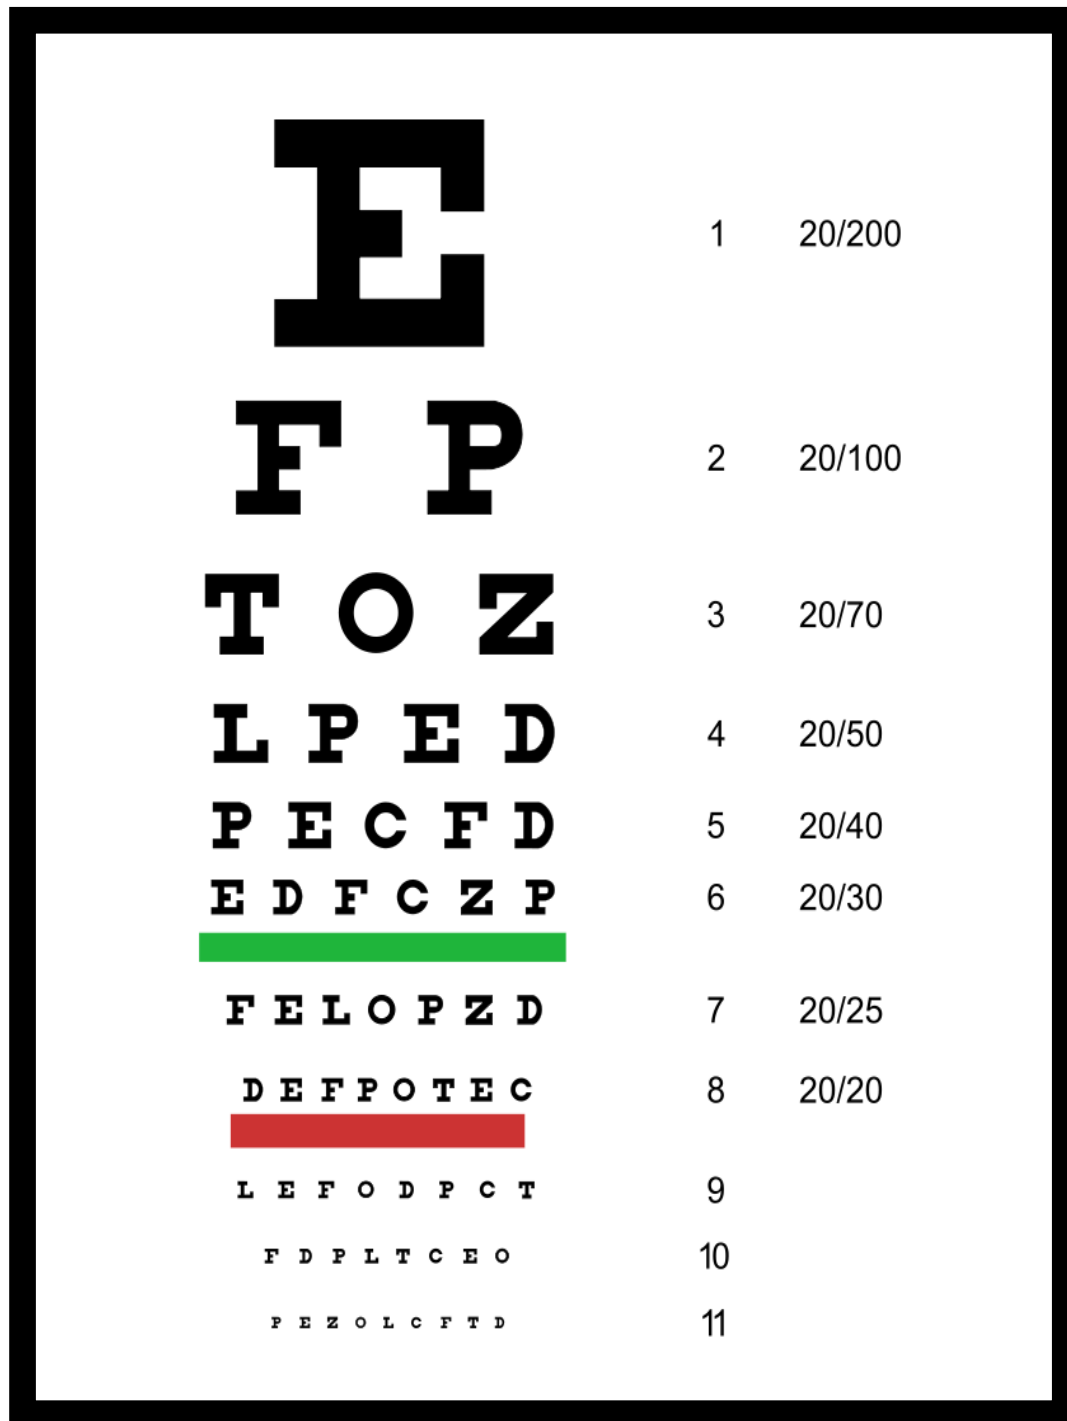 E 1 20/200
F P 2 20/100
T O Z 3 20/70
L P E D 4 20/50
P E C F D 5 20/40
E D F C Z P 6 20/30
F E L O P Z D 7 20/25
D E F P O T E C 8 20/20
L E F O D P C T 9
F D P L T C E O 10
P E Z O L C F T D 11